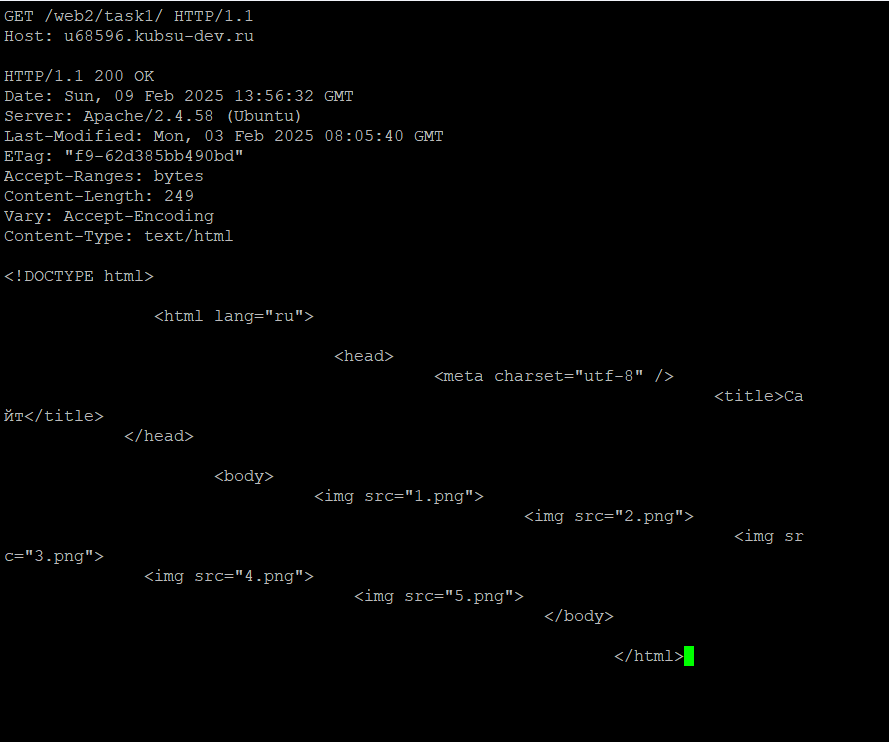 GET /web2/task1/ HTTP/1.1
Host: u68596.kubsu-dev.ru
HTTP/1.1 200 OK
Date: Sun, 09 Feb 2025 13:56:32 GMT
Server: Apache/2.4.58 (Ubuntu)
Last-Modified: Mon, 03 Feb 2025 08:05:40 GMT
ETag: "f9-62d385bb490bd"
Accept-Ranges: bytes
Content-Length: 249
Vary: Accept-Encoding
Content-Type: text/html
<!DOCTYPE html>
<html lang="ru">
<head>
<meta charset="utf-8" />
<title>Са
йт</title>
</head>
<body>
<img src="1.png">
<img src="2.png">
<img sr
c="3.png">
<img src="4.png">
<img src="5.png">
</body>
</html>